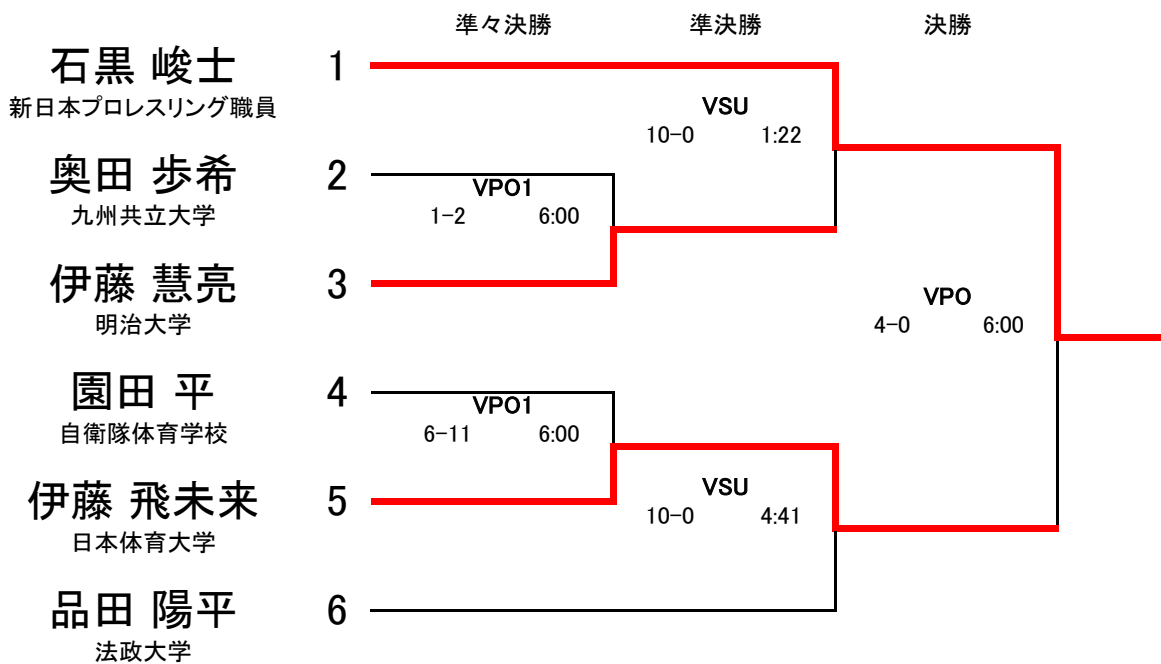 準々決勝 準決勝 決勝
石黒 峻士 1
新日本プロレスリング職員
VSU
10-0 1:22
奥田 歩希 2
九州共立大学
VPO1
1-2 6:00
伊藤 慧亮 3
明治大学
VPO
4-0 6:00
園田 平 4
自衛隊体育学校
VPO1
6-11 6:00
伊藤 飛未来 5
日本体育大学
VSU
10-0 4:41
品田 陽平 6
法政大学